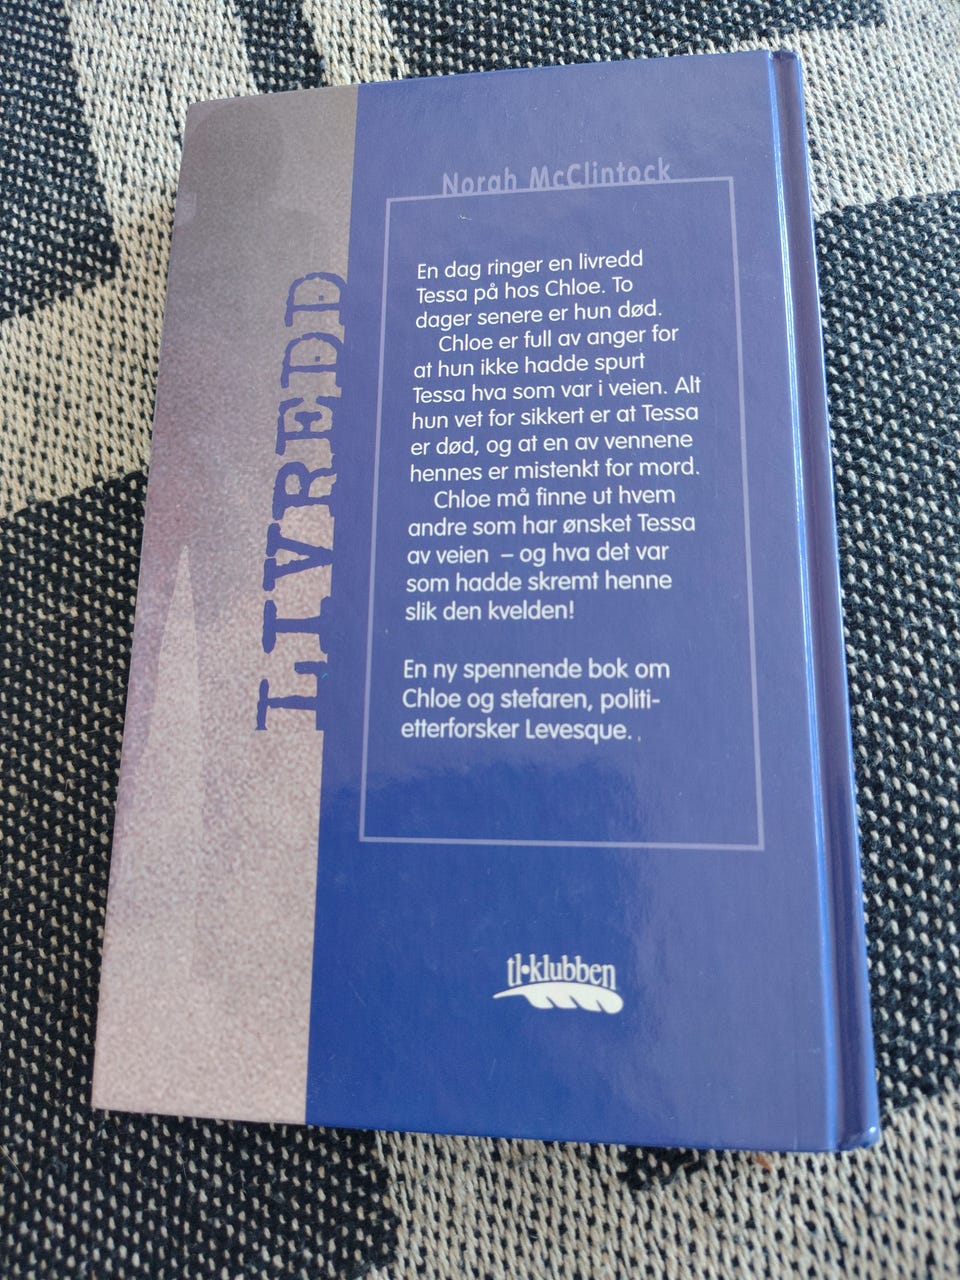 Norah McClintock
LIVREDD
En dag ringer en livredd
Tessa på hos Chloe. To
dager senere er hun død.
Chloe er full av anger for
at hun ikke hadde spurt
Tessa hva som var i veien. Alt
hun vet for sikkert er at Tessa
er død, og at en av vennene
hennes er mistenkt for mord.
Chloe må finne ut hvem
andre som har ønsket Tessa
av veien – og hva det var
som hadde skremt henne
slik den kvelden!
En ny spennende bok om
Chloe og stefaren, politi-
etterforsker Levesque.
tl•klubben